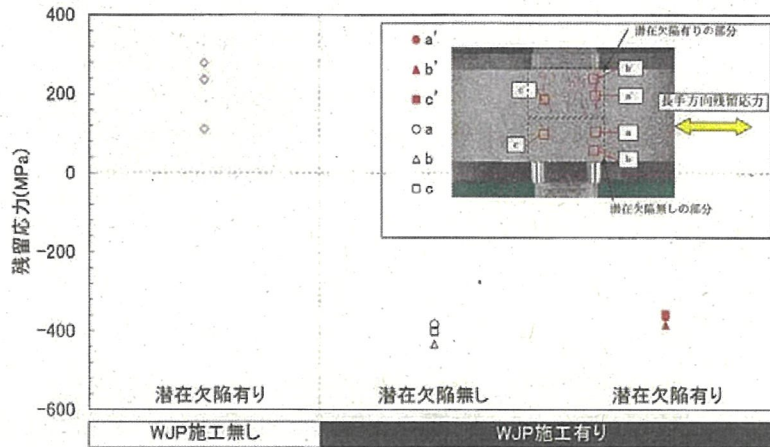 400
200
0
-200
-400
-600
残留応力(MPa)
a'
b'
c'
a
b
c
潜在欠陥有りの部分
b'
a'
c'
長手方向残留応力
a
c
b
潜在欠陥無しの部分
潜在欠陥有り
潜在欠陥無し
潜在欠陥有り
WJP施工無し
WJP施工有り